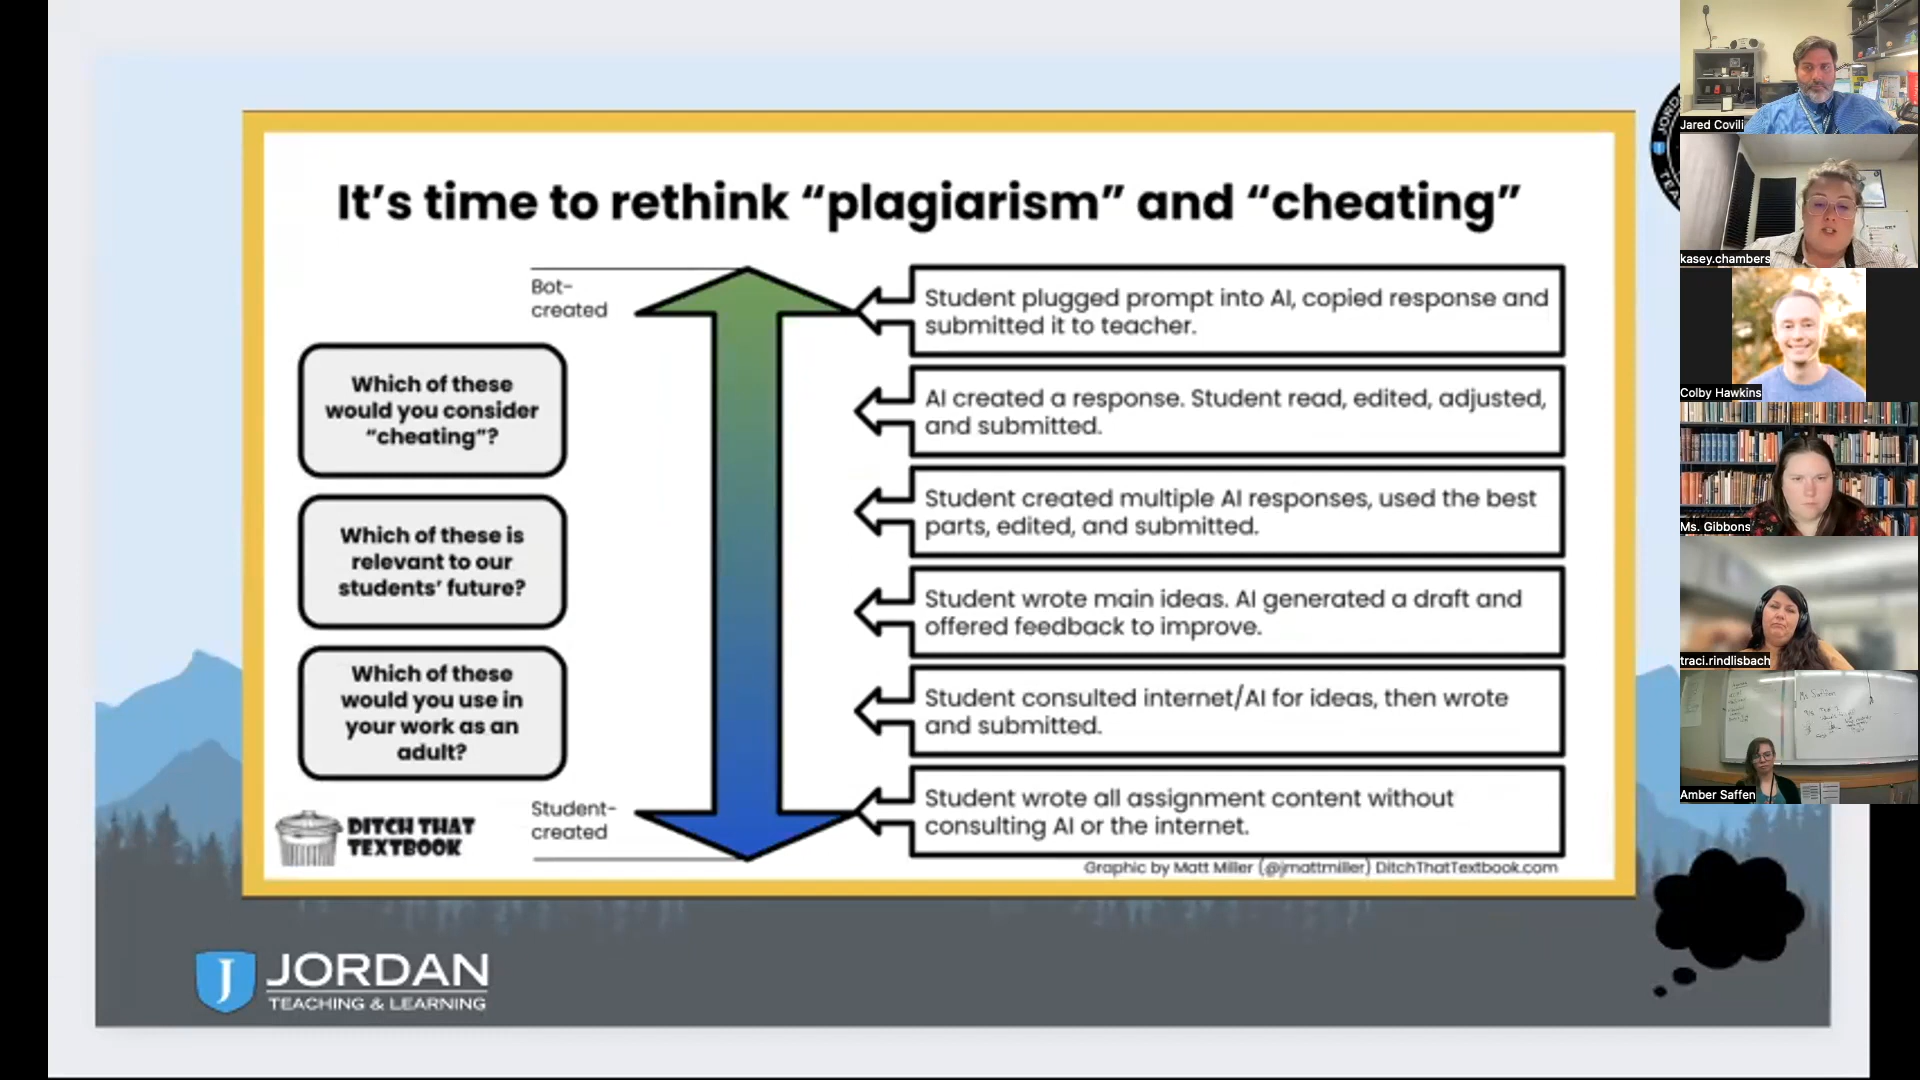 It's time to rethink “plagiarism” and “cheating”
Bot-
created
Which of these
would you consider
“cheating”?
Which of these is
relevant to our
students’ future?
Which of these
would you use in
your work as an
adult?
Student-
created
DITCH THAT
TEXTBOOK
Student plugged prompt into AI, copied response and
submitted it to teacher.
AI created a response. Student read, edited, adjusted,
and submitted.
Student created multiple AI responses, used the best
parts, edited, and submitted.
Student wrote main ideas. AI generated a draft and
offered feedback to improve.
Student consulted internet/AI for ideas, then wrote
and submitted.
Student wrote all assignment content without
consulting AI or the internet.
Graphic by Matt Miller (@jmattmiller) DitchThatTextbook.com
J JORDAN
TEACHING & LEARNING
Jared Covili
kasey.chambers
Colby Hawkins
Ms. Gibbons
traci.rindlisbach
Amber Saffen